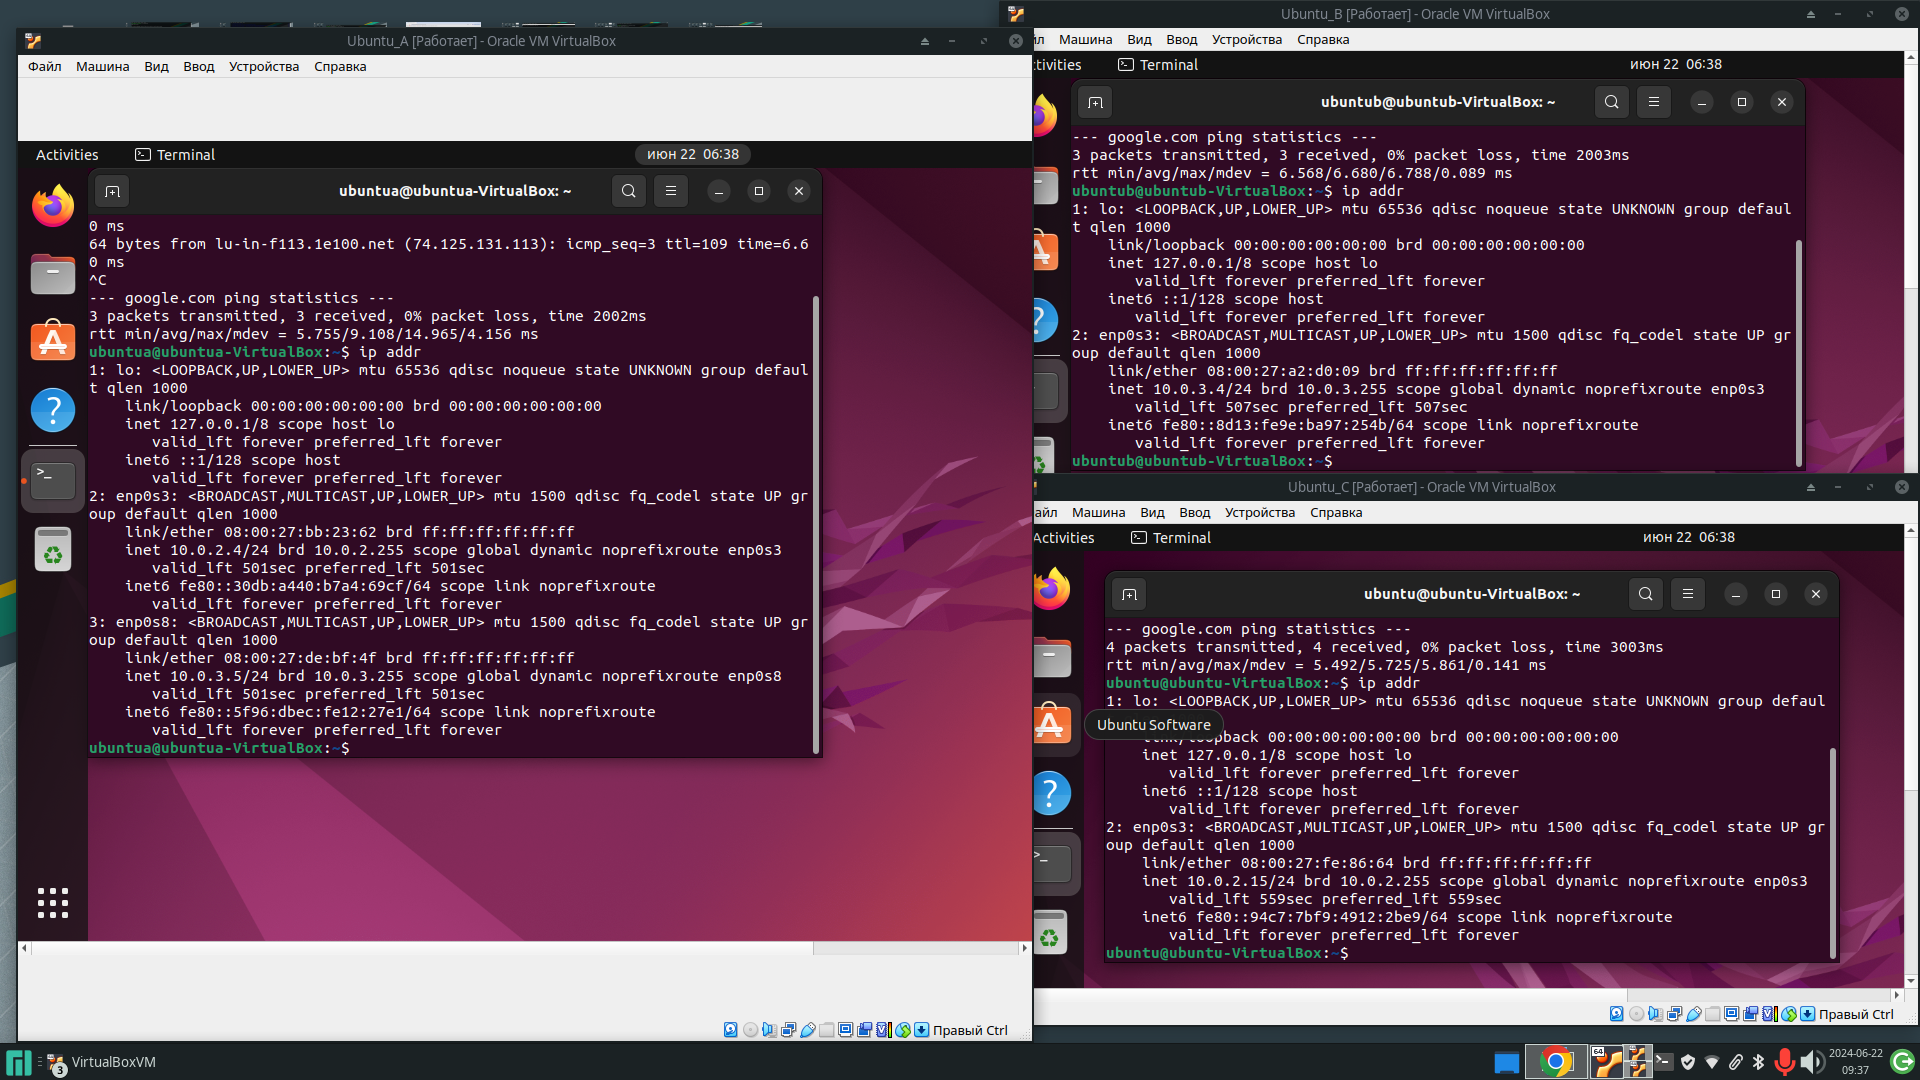 Ubuntu_A [Работает] - Oracle VM VirtualBox
Файл Машина Вид Ввод Устройства Справка
Activities Terminal июн 22 06:38
ubuntua@ubuntua-VirtualBox: ~
0 ms
64 bytes from lu-in-f113.1e100.net (74.125.131.113): icmp_seq=3 ttl=109 time=6.6
0 ms
^C
--- google.com ping statistics ---
3 packets transmitted, 3 received, 0% packet loss, time 2002ms
rtt min/avg/max/mdev = 5.755/9.108/14.965/4.156 ms
ubuntua@ubuntua-VirtualBox:~$ ip addr
1: lo: <LOOPBACK,UP,LOWER_UP> mtu 65536 qdisc noqueue state UNKNOWN group defaul
t qlen 1000
link/loopback 00:00:00:00:00:00 brd 00:00:00:00:00:00
inet 127.0.0.1/8 scope host lo
valid_lft forever preferred_lft forever
inet6 ::1/128 scope host
valid_lft forever preferred_lft forever
2: enp0s3: <BROADCAST,MULTICAST,UP,LOWER_UP> mtu 1500 qdisc fq_codel state UP gr
oup default qlen 1000
link/ether 08:00:27:bb:23:62 brd ff:ff:ff:ff:ff:ff
inet 10.0.2.4/24 brd 10.0.2.255 scope global dynamic noprefixroute enp0s3
valid_lft 501sec preferred_lft 501sec
inet6 fe80::30db:a440:b7a4:69cf/64 scope link noprefixroute
valid_lft forever preferred_lft forever
3: enp0s8: <BROADCAST,MULTICAST,UP,LOWER_UP> mtu 1500 qdisc fq_codel state UP gr
oup default qlen 1000
link/ether 08:00:27:de:bf:4f brd ff:ff:ff:ff:ff:ff
inet 10.0.3.5/24 brd 10.0.3.255 scope global dynamic noprefixroute enp0s8
valid_lft 501sec preferred_lft 501sec
inet6 fe80::5f96:dbec:fe12:27e1/64 scope link noprefixroute
valid_lft forever preferred_lft forever
ubuntua@ubuntua-VirtualBox:~$
Правый Ctrl
Ubuntu_B [Работает] - Oracle VM VirtualBox
йл Машина Вид Ввод Устройства Справка
tivities Terminal июн 22 06:38
ubuntub@ubuntub-VirtualBox: ~
--- google.com ping statistics ---
3 packets transmitted, 3 received, 0% packet loss, time 2003ms
rtt min/avg/max/mdev = 6.568/6.680/6.788/0.089 ms
ubuntub@ubuntub-VirtualBox:~$ ip addr
1: lo: <LOOPBACK,UP,LOWER_UP> mtu 65536 qdisc noqueue state UNKNOWN group defaul
t qlen 1000
link/loopback 00:00:00:00:00:00 brd 00:00:00:00:00:00
inet 127.0.0.1/8 scope host lo
valid_lft forever preferred_lft forever
inet6 ::1/128 scope host
valid_lft forever preferred_lft forever
2: enp0s3: <BROADCAST,MULTICAST,UP,LOWER_UP> mtu 1500 qdisc fq_codel state UP gr
oup default qlen 1000
link/ether 08:00:27:a2:d0:09 brd ff:ff:ff:ff:ff:ff
inet 10.0.3.4/24 brd 10.0.3.255 scope global dynamic noprefixroute enp0s3
valid_lft 507sec preferred_lft 507sec
inet6 fe80::8d13:fe9e:ba97:254b/64 scope link noprefixroute
valid_lft forever preferred_lft forever
ubuntub@ubuntub-VirtualBox:~$
Ubuntu_C [Работает] - Oracle VM VirtualBox
айл Машина Вид Ввод Устройства Справка
Activities Terminal июн 22 06:38
ubuntu@ubuntu-VirtualBox: ~
--- google.com ping statistics ---
4 packets transmitted, 4 received, 0% packet loss, time 3003ms
rtt min/avg/max/mdev = 5.492/5.725/5.861/0.141 ms
ubuntu@ubuntu-VirtualBox:~$ ip addr
1: lo: <LOOPBACK,UP,LOWER_UP> mtu 65536 qdisc noqueue state UNKNOWN group defaul
Ubuntu Software
link/loopback 00:00:00:00:00:00 brd 00:00:00:00:00:00
inet 127.0.0.1/8 scope host lo
valid_lft forever preferred_lft forever
inet6 ::1/128 scope host
valid_lft forever preferred_lft forever
2: enp0s3: <BROADCAST,MULTICAST,UP,LOWER_UP> mtu 1500 qdisc fq_codel state UP gr
oup default qlen 1000
link/ether 08:00:27:fe:86:64 brd ff:ff:ff:ff:ff:ff
inet 10.0.2.15/24 brd 10.0.2.255 scope global dynamic noprefixroute enp0s3
valid_lft 559sec preferred_lft 559sec
inet6 fe80::94c7:7bf9:4912:2be9/64 scope link noprefixroute
valid_lft forever preferred_lft forever
ubuntu@ubuntu-VirtualBox:~$
Правый Ctrl
3 VirtualBoxVM
64
2024-06-22
09:37